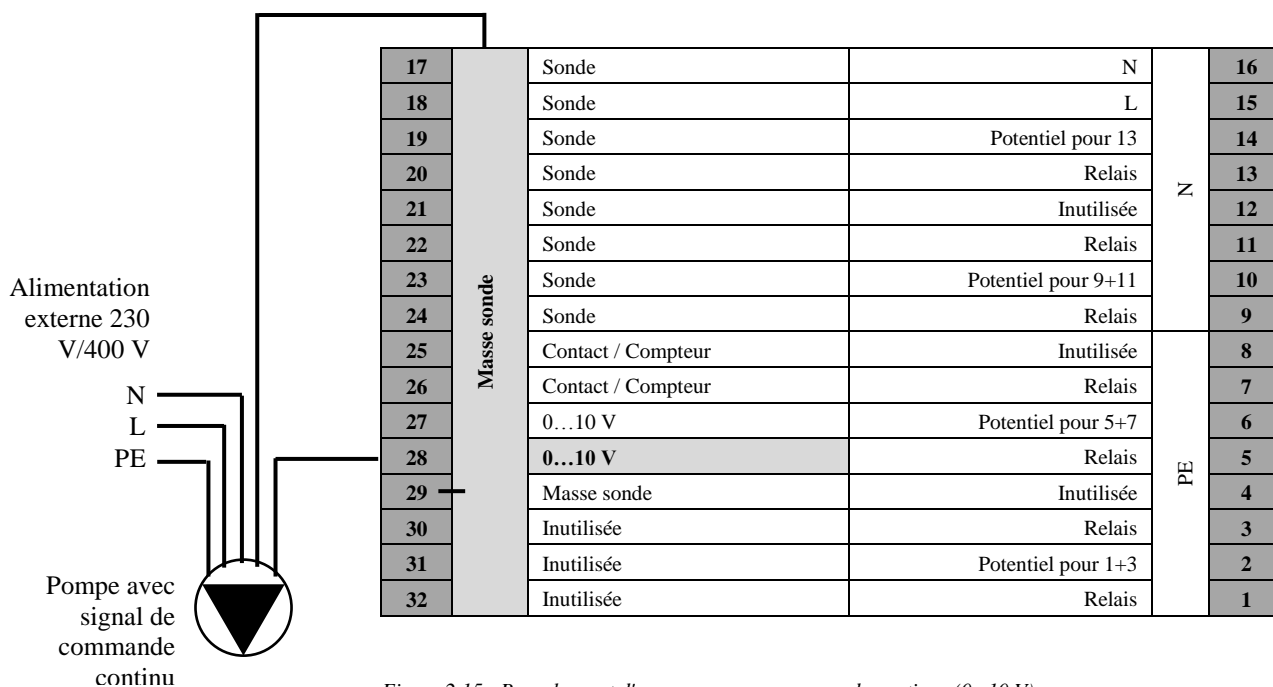 17 Sonde N 16
18 Sonde L 15
19 Sonde Potentiel pour 13 14
20 Sonde Relais 13
21 Sonde Inutilisée 12
22 Sonde Relais 11
23 Sonde Potentiel pour 9+11 10
24 Sonde Relais 9
25 Contact / Compteur Inutilisée 8
26 Contact / Compteur Relais 7
27 0…10 V Potentiel pour 5+7 6
28 0…10 V Relais 5
29 Masse sonde Inutilisée 4
30 Inutilisée Relais 3
31 Inutilisée Potentiel pour 1+3 2
32 Inutilisée Relais 1
Masse sonde
N
PE
Alimentation
externe 230
V/400 V
N
L
PE
Pompe avec
signal de
commande
continu